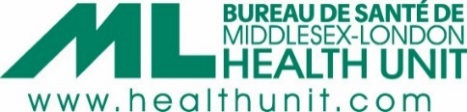 ML
BUREAU DE SANTÉ DE
MIDDLESEX-LONDON
HEALTH UNIT
www.healthunit.com